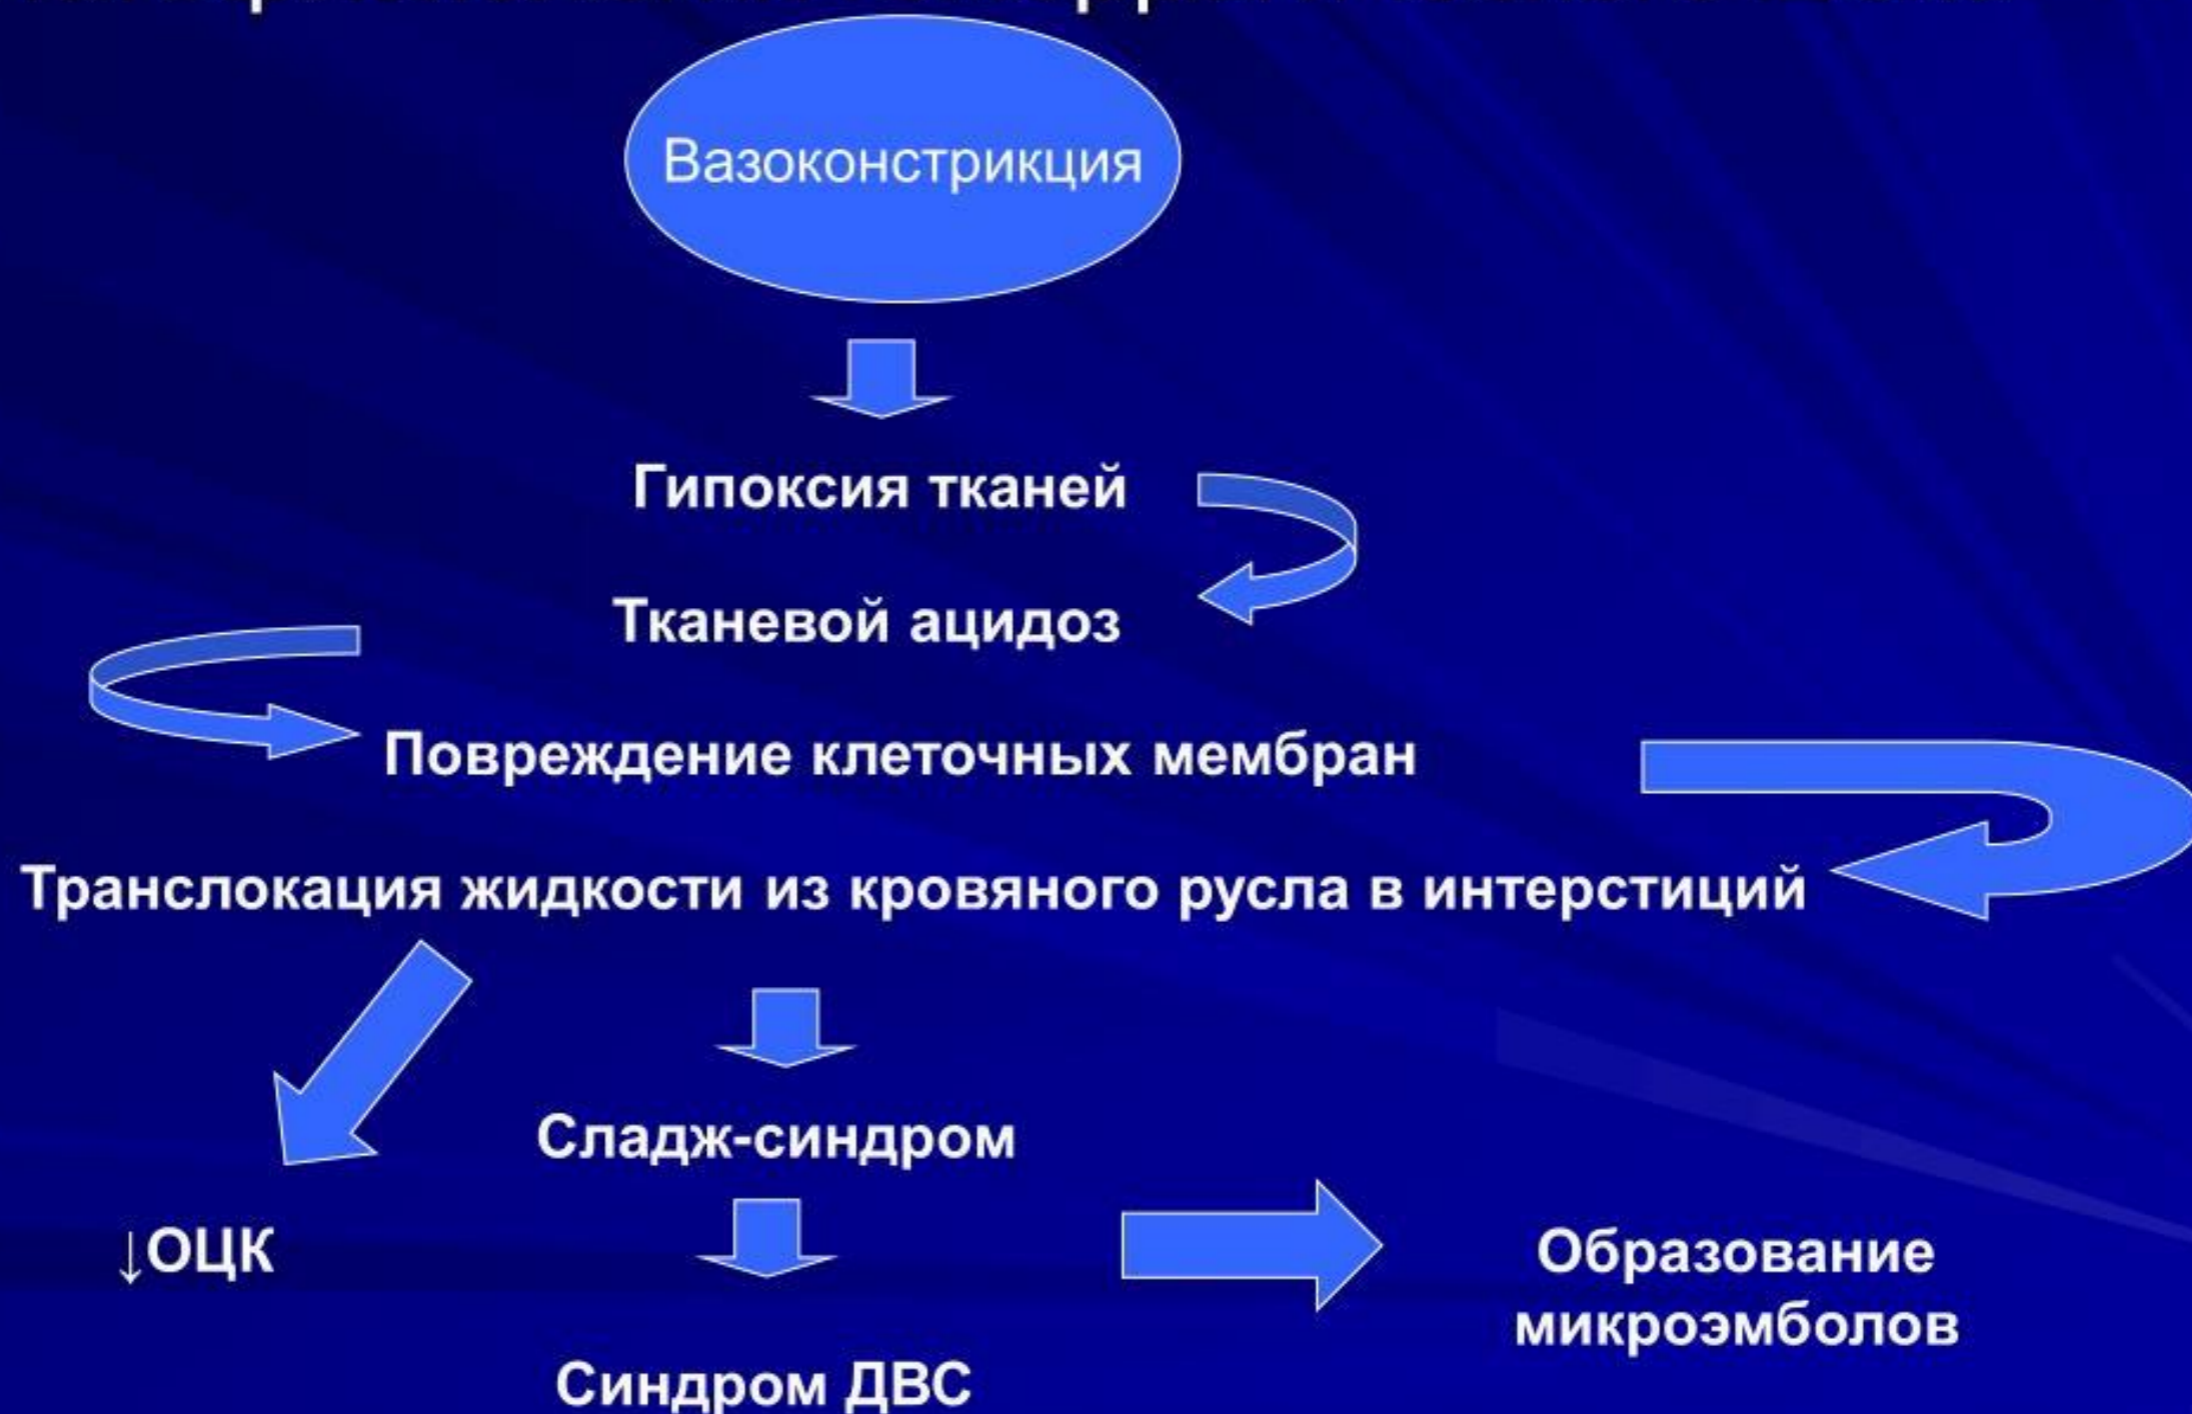 Вазоконстрикция
Гипоксия тканей
Тканевой ацидоз
Повреждение клеточных мембран
Транслокация жидкости из кровяного русла в интерстиций
Сладж-синдром
↓ОЦК
Образование
микроэмболов
Синдром ДВС